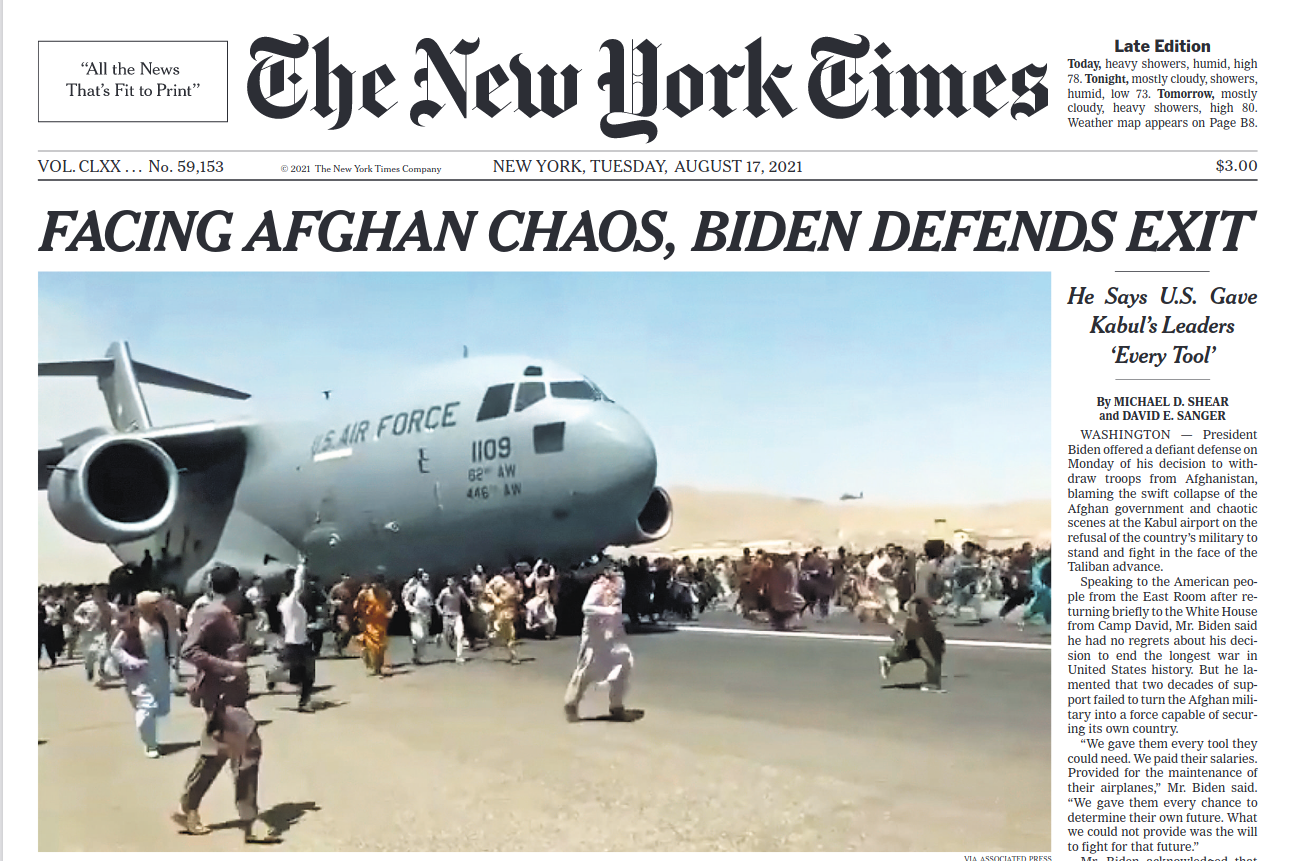 “All the News
That’s Fit to Print”
The New York Times
Late Edition
Today, heavy showers, humid, high
78. Tonight, mostly cloudy, showers,
humid, low 73. Tomorrow, mostly
cloudy, heavy showers, high 80.
Weather map appears on Page B8.
VOL. CLXX . . . No. 59,153
© 2021 The New York Times Company
NEW YORK, TUESDAY, AUGUST 17, 2021
$3.00
FACING AFGHAN CHAOS, BIDEN DEFENDS EXIT
U.S. AIR FORCE
1109
62ND AW
446TH AW
VIA ASSOCIATED PRESS
He Says U.S. Gave
Kabul’s Leaders
‘Every Tool’
By MICHAEL D. SHEAR
and DAVID E. SANGER
WASHINGTON — President
Biden offered a defiant defense on
Monday of his decision to with-
draw troops from Afghanistan,
blaming the swift collapse of the
Afghan government and chaotic
scenes at the Kabul airport on the
refusal of the country’s military to
stand and fight in the face of the
Taliban advance.
Speaking to the American peo-
ple from the East Room after re-
turning briefly to the White House
from Camp David, Mr. Biden said
he had no regrets about his deci-
sion to end the longest war in
United States history. But he la-
mented that two decades of sup-
port failed to turn the Afghan mili-
tary into a force capable of secur-
ing its own country.
“We gave them every tool they
could need. We paid their salaries.
Provided for the maintenance of
their airplanes,” Mr. Biden said.
“We gave them every chance to
determine their own future. What
we could not provide was the will
to fight for that future.”
Mr. Biden acknowledged that